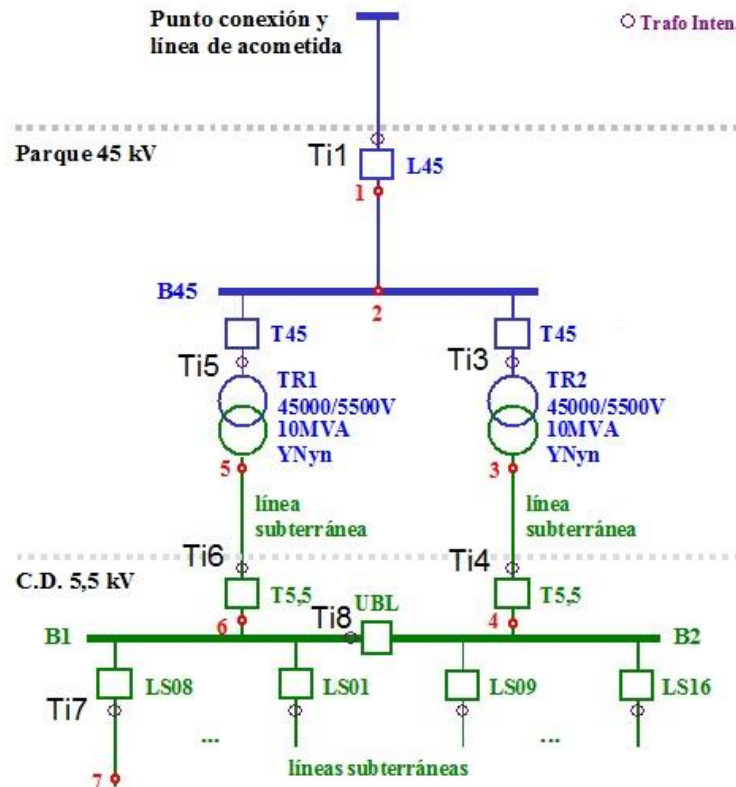 Punto conexión y
línea de acometida
Trafo Inten.
Parque 45 kV
Ti1
L45
1
B45
2
T45
T45
Ti5
Ti3
TR1
45000/5500V
10MVA
YNyn
TR2
45000/5500V
10MVA
YNyn
5
3
línea
subterránea
línea
subterránea
Ti6
Ti4
C.D. 5,5 kV
T5,5
T5,5
UBL
Ti8
6
4
B1
B2
LS08
LS01
LS09
LS16
Ti7
...
...
líneas subterráneas
7